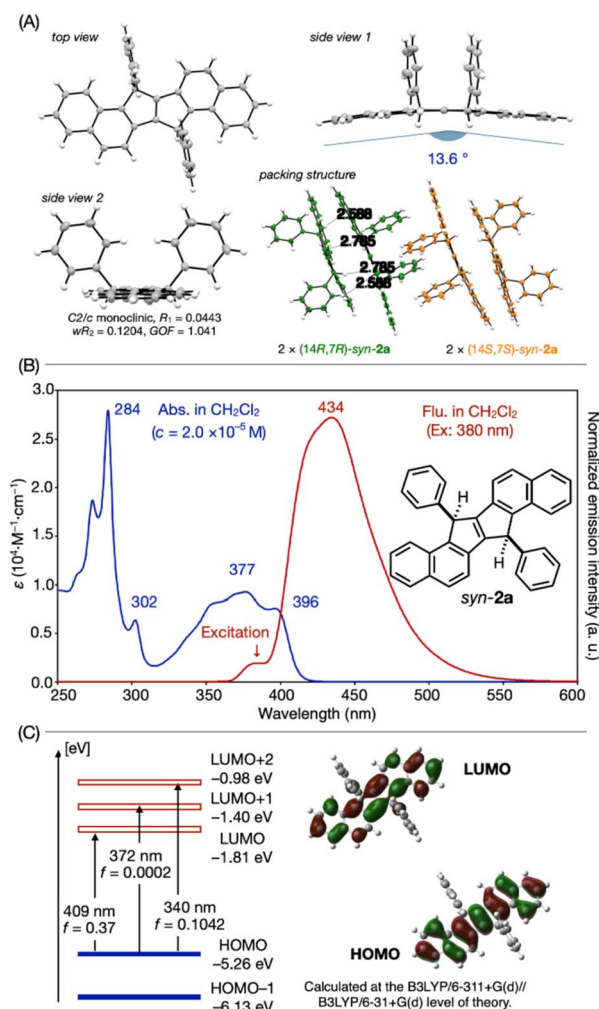 (A)
top view
side view 1
13.6 °
side view 2
packing structure
2.588
2.785
2.785
2.588
C2/c monoclinic, R1 = 0.0443
wR2 = 0.1204, GOF = 1.041
2 × (14R,7R)-syn-2a
2 × (14S,7S)-syn-2a
(B)
3.0
2.5
2.0
1.5
1.0
0.5
0.0
ε (10⁴·M⁻¹·cm⁻¹)
284
Abs. in CH₂Cl₂
(c = 2.0 ×10⁻⁵ M)
434
Flu. in CH₂Cl₂
(Ex: 380 nm)
302
377
396
Excitation
↓
H
H
syn-2a
Normalized emission intensity (a. u.)
250
300
350
400
450
500
550
600
Wavelength (nm)
(C)
[eV]
LUMO+2
−0.98 eV
LUMO+1
−1.40 eV
LUMO
−1.81 eV
372 nm
f = 0.0002
409 nm
f = 0.37
340 nm
f = 0.1042
HOMO
−5.26 eV
HOMO−1
−6.13 eV
LUMO
HOMO
Calculated at the B3LYP/6-311+G(d)//
B3LYP/6-31+G(d) level of theory.